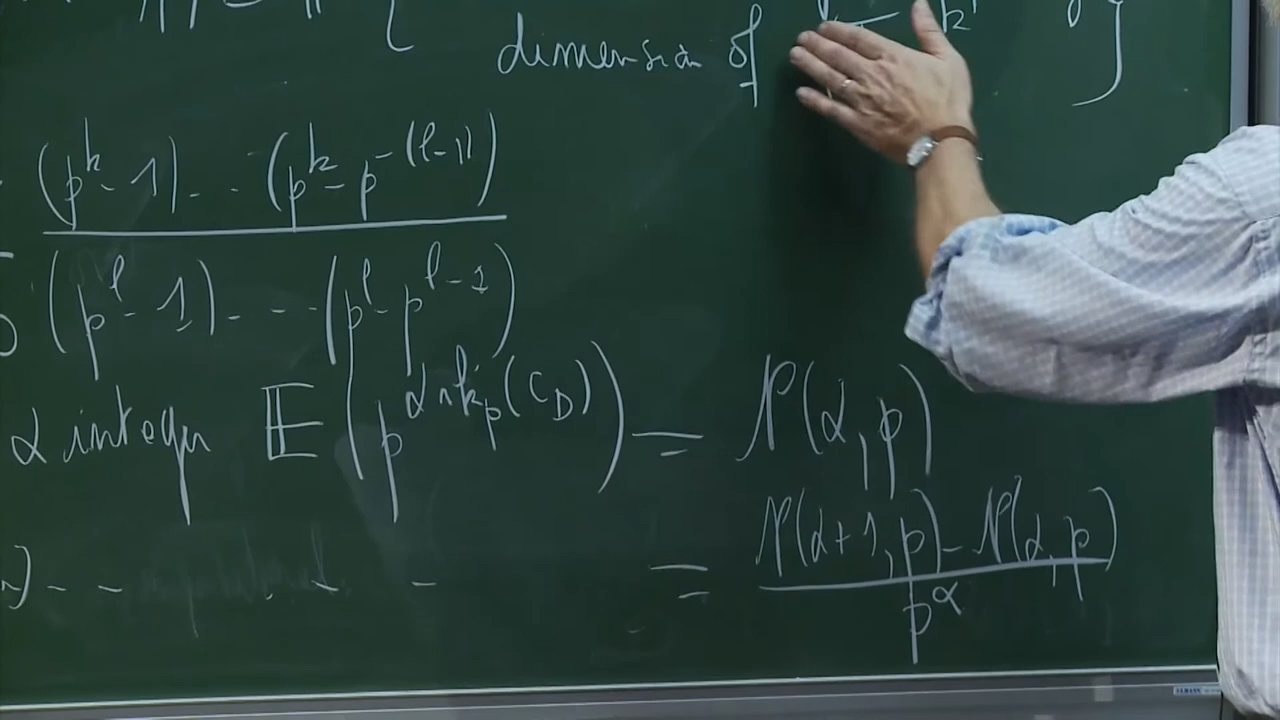 dimension of
(p^k - 1) - - (p^k - p^{-(l-1)})
(p^l - 1) - - - (p^l - p^{l-1})
α integer 𝔼(p^{α rk_p(C_D)}) = 𝒩(α, p)
= 𝒩(α+1, p) - 𝒩(α, p)
p^α